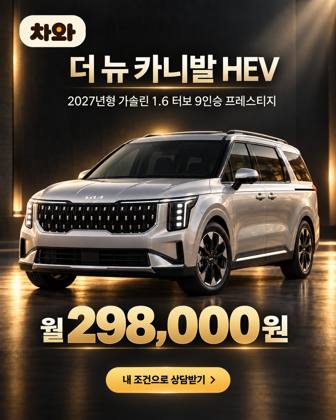 차와
더 뉴 카니발 HEV
2027년형 가솔린 1.6 터보 9인승 프레스티지
KIA
월 298,000원
내 조건으로 상담받기 >